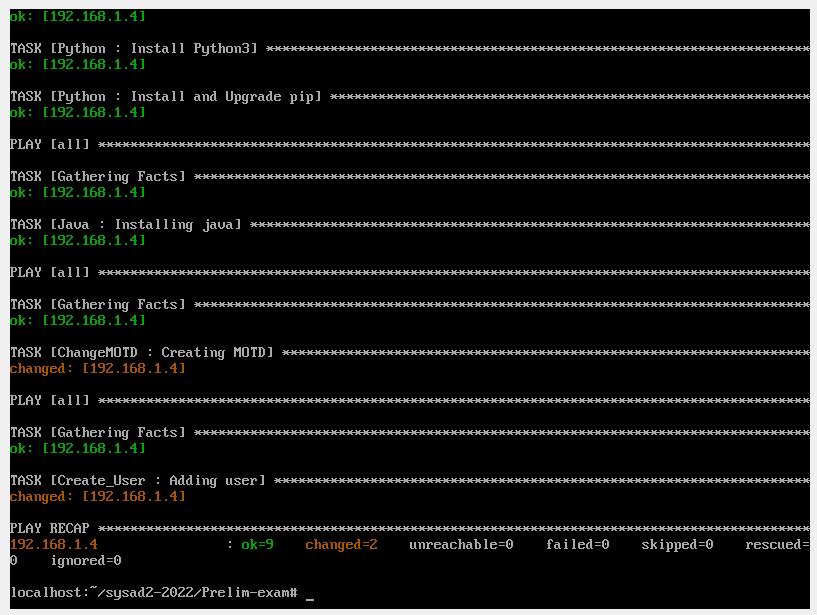 ok: [192.168.1.4]
TASK [Python : Install Python3] ********************************************************************
ok: [192.168.1.4]
TASK [Python : Install and Upgrade pip] ************************************************************
ok: [192.168.1.4]
PLAY [all] *****************************************************************************************
TASK [Gathering Facts] *****************************************************************************
ok: [192.168.1.4]
TASK [Java : Installing java] **********************************************************************
ok: [192.168.1.4]
PLAY [all] *****************************************************************************************
TASK [Gathering Facts] *****************************************************************************
ok: [192.168.1.4]
TASK [ChangeMOTD : Creating MOTD] ******************************************************************
changed: [192.168.1.4]
PLAY [all] *****************************************************************************************
TASK [Gathering Facts] *****************************************************************************
ok: [192.168.1.4]
TASK [Create_User : Adding user] *******************************************************************
changed: [192.168.1.4]
PLAY RECAP *****************************************************************************************
192.168.1.4                : ok=9    changed=2    unreachable=0    failed=0    skipped=0    rescued=
0    ignored=0
localhost:~/sysad2-2022/Prelim-exam# _